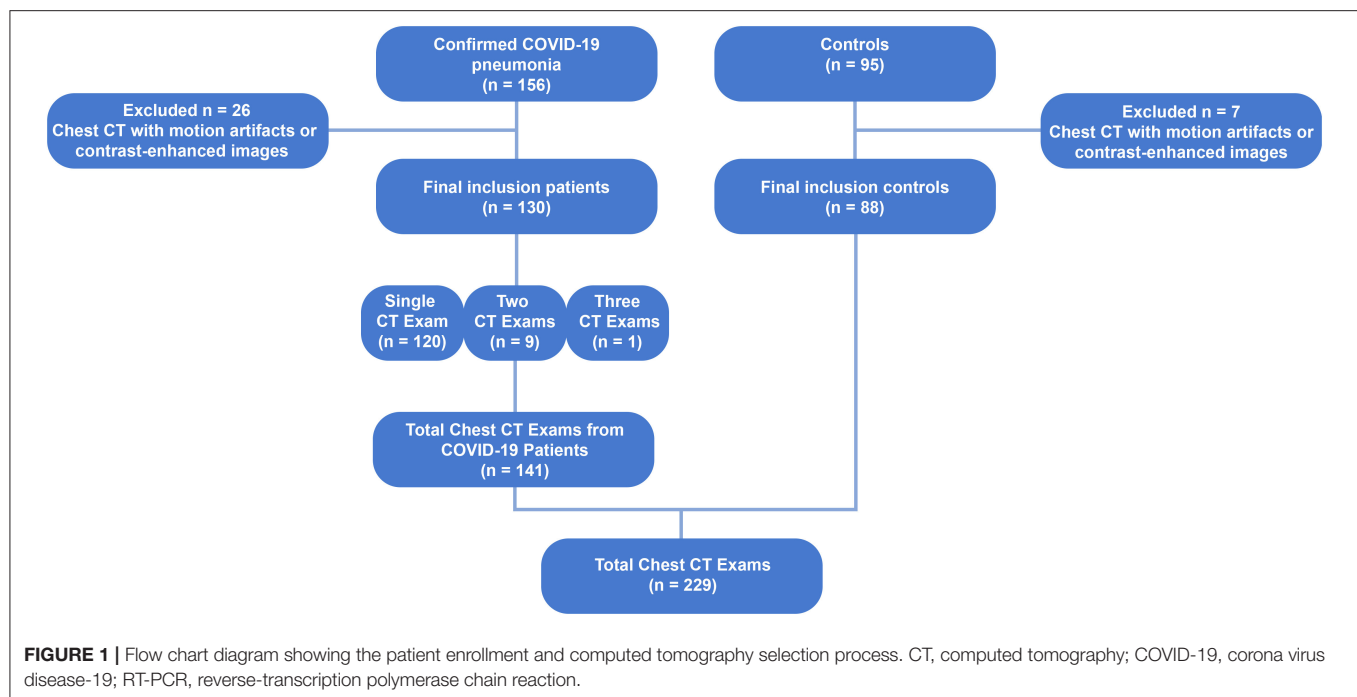 Confirmed COVID-19
pneumonia
(n = 156)
Controls
(n = 95)
Excluded n = 26
Chest CT with motion artifacts or
contrast-enhanced images
Excluded n = 7
Chest CT with motion artifacts or
contrast-enhanced images
Final inclusion patients
(n = 130)
Final inclusion controls
(n = 88)
Single
CT Exam
(n = 120)
Two
CT Exams
(n = 9)
Three
CT Exams
(n = 1)
Total Chest CT Exams from
COVID-19 Patients
(n = 141)
Total Chest CT Exams
(n = 229)
FIGURE 1 | Flow chart diagram showing the patient enrollment and computed tomography selection process. CT, computed tomography; COVID-19, corona virus
disease-19; RT-PCR, reverse-transcription polymerase chain reaction.